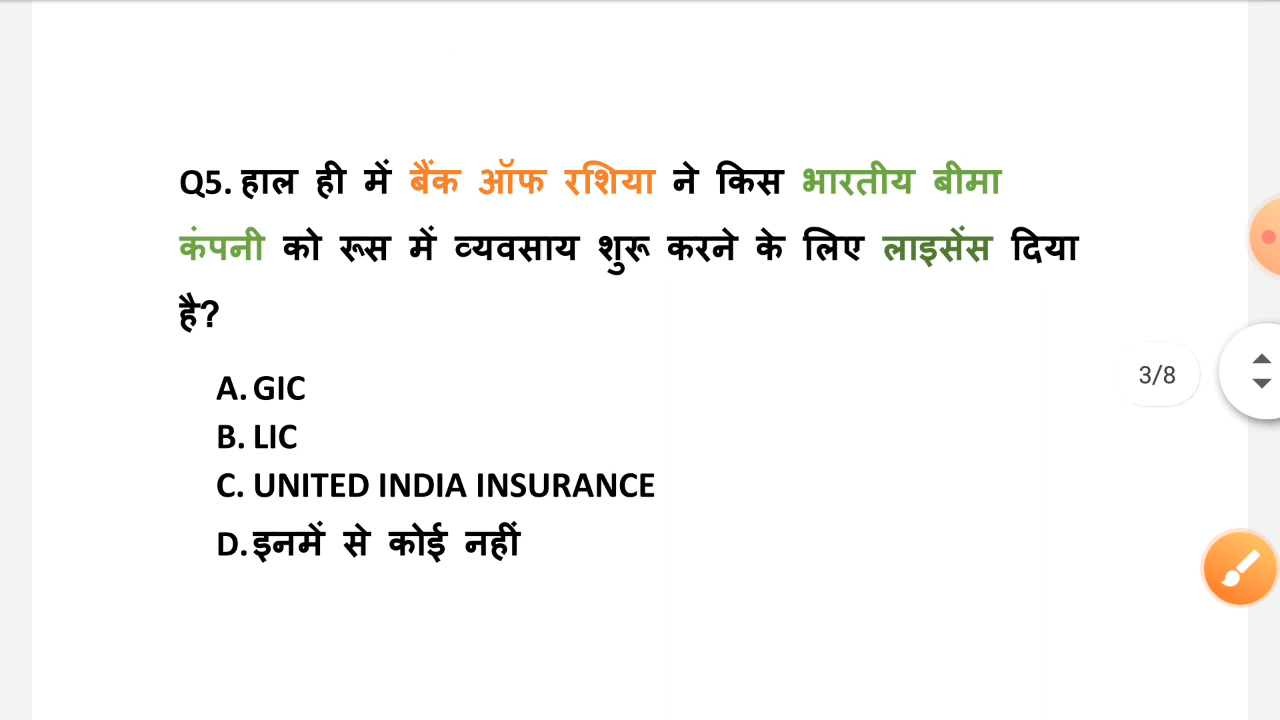 Q5. हाल ही में बैंक ऑफ रशिया ने किस भारतीय बीमा
कंपनी को रूस में व्यवसाय शुरू करने के लिए लाइसेंस दिया
है?
A. GIC
B. LIC
C. UNITED INDIA INSURANCE
D. इनमें से कोई नहीं
3/8